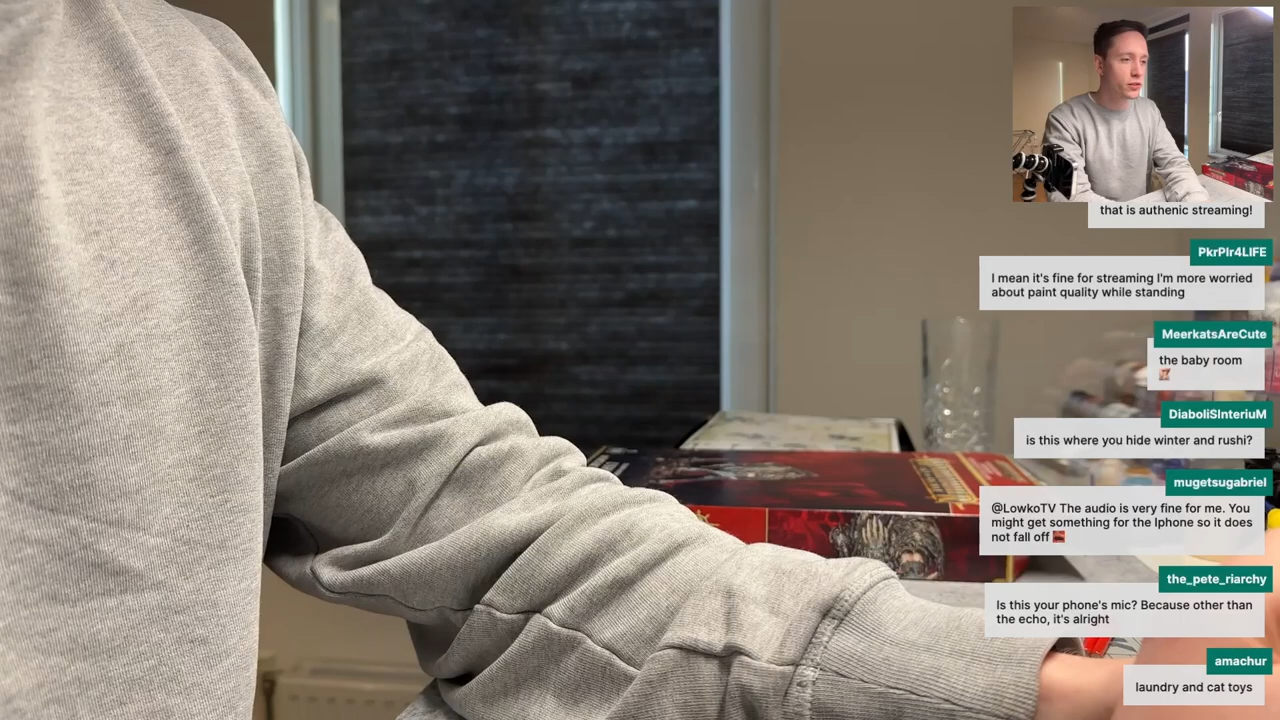 that is authenic streaming!
PkrPlr4LIFE
I mean it's fine for streaming I'm more worried
about paint quality while standing
MeerkatsAreCute
the baby room
DiaboliSInteriuM
is this where you hide winter and rushi?
mugetsugabriel
@LowkoTV The audio is very fine for me. You
might get something for the Iphone so it does
not fall off
the_pete_riarchy
Is this your phone's mic? Because other than
the echo, it's alright
amachur
laundry and cat toys